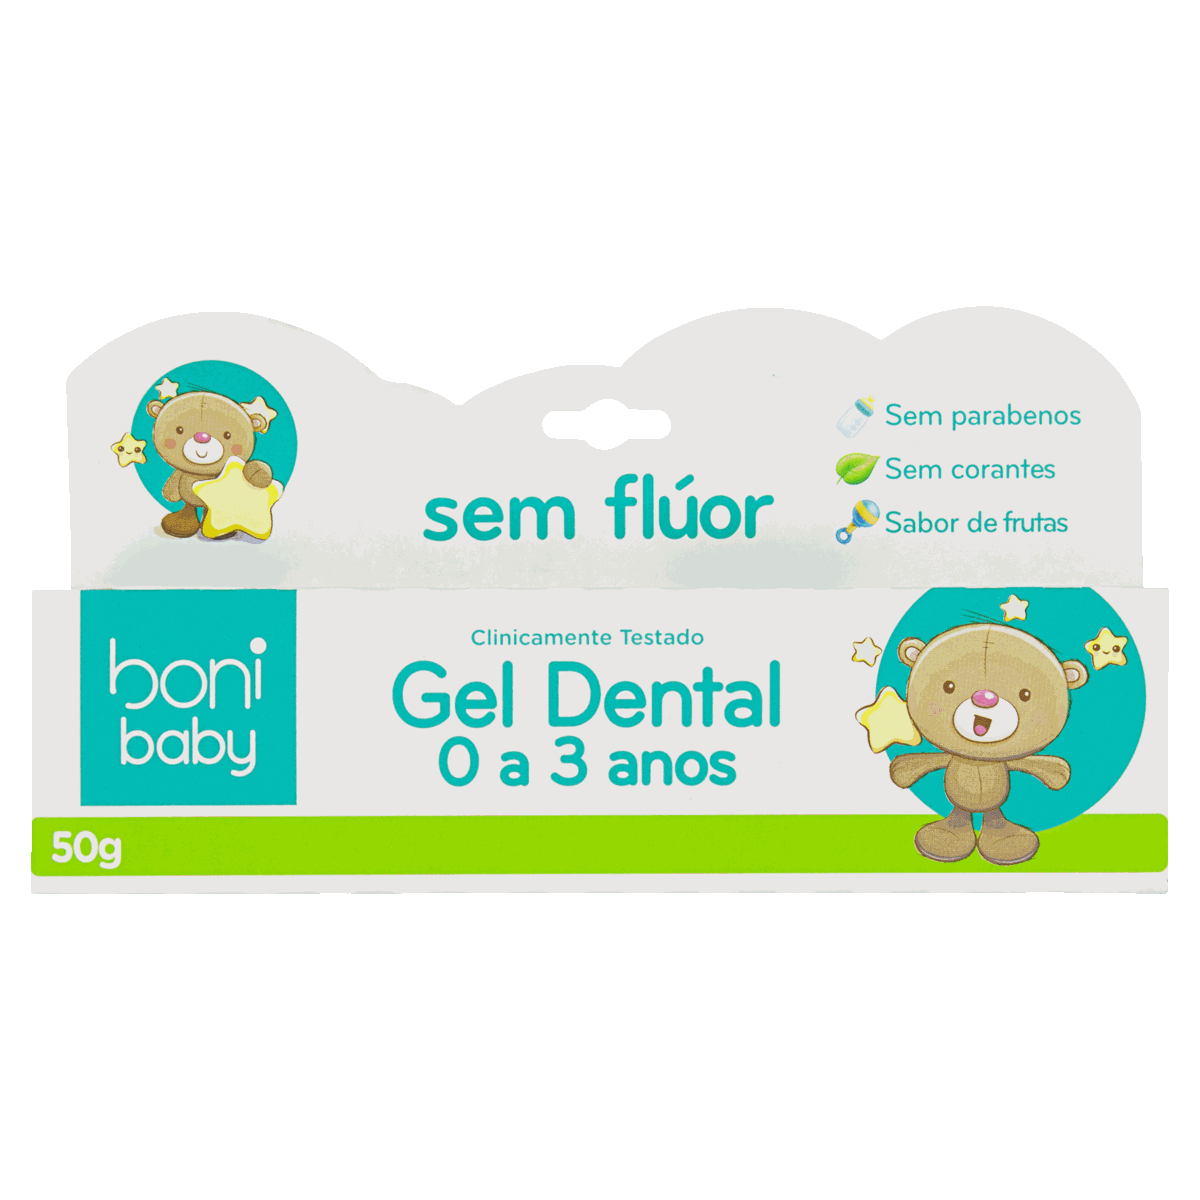 sem flúor
Sem parabenos
Sem corantes
Sabor de frutas
boni
baby
Clinicamente Testado
Gel Dental
0 a 3 anos
50g